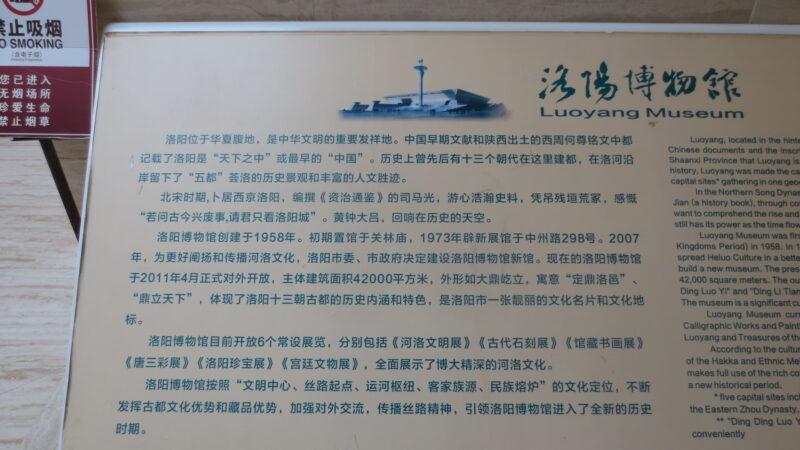 禁止吸烟
NO SMOKING
您已进入
无烟场所
珍爱生命
禁止烟草
洛陽博物館
Luoyang Museum
洛阳位于华夏腹地，是中华文明的重要发祥地。中国早期文献和陕西出土的西周何尊铭文中都
记载了洛阳是“天下之中”或最早的“中国”。历史上曾先后有十三个朝代在这里建都，在洛河沿
岸留下了“五都”荟洛的历史景观和丰富的人文胜迹。
北宋时期,卜居西京洛阳，编撰《资治通鉴》的司马光，游心浩瀚史料，凭吊残垣荒冢，感慨
“若问古今兴废事,请君只看洛阳城”。黄钟大吕，回响在历史的天空。
洛阳博物馆创建于1958年。初期置馆于关林庙，1973年辟新展馆于中州路298号。2007
年，为更好阐扬和传播河洛文化，洛阳市委、市政府决定建设洛阳博物馆新馆。现在的洛阳博物馆
于2011年4月正式对外开放，主体建筑面积42000平方米，外形如大鼎屹立，寓意“定鼎洛邑”、
“鼎立天下”，体现了洛阳十三朝古都的历史内涵和特色，是洛阳市一张靓丽的文化名片和文化地
标。
洛阳博物馆目前开放6个常设展览，分别包括《河洛文明展》《古代石刻展》《馆藏书画展》
《唐三彩展》《洛阳珍宝展》《宫廷文物展》，全面展示了博大精深的河洛文化。
洛阳博物馆按照“文明中心、丝路起点、运河枢纽、客家族源、民族熔炉”的文化定位，不断
发挥古都文化优势和藏品优势，加强对外交流，传播丝路精神，引领洛阳博物馆进入了全新的历史
时期。
Luoyang, located in the hinte
Chinese documents and the inscri
Shaanxi Province that Luoyang is
history, Luoyang was made the ca
capital sites* gathering in one geo
In the Northern Song Dynas
Jian (a history book), through co
want to comprehend the rise and
still has its power as the time flow
Luoyang Museum was firs
Kingdoms Period) in 1958. In 1
spread Heluo Culture in a bette
build a new museum. The pres
42,000 square meters. The ou
Ding Luo Yi" and "Ding Li Tian
The museum is a significant cu
Luoyang Museum curr
Calligraphic Works and Paint
Luoyang and Treasures of the
According to the cultur
of the Hakka and Ethnic Me
makes full use of the rich co
a new historical period.
* five capital sites incl
the Eastern Zhou Dynasty,
** "Ding Ding Luo Y
conveniently